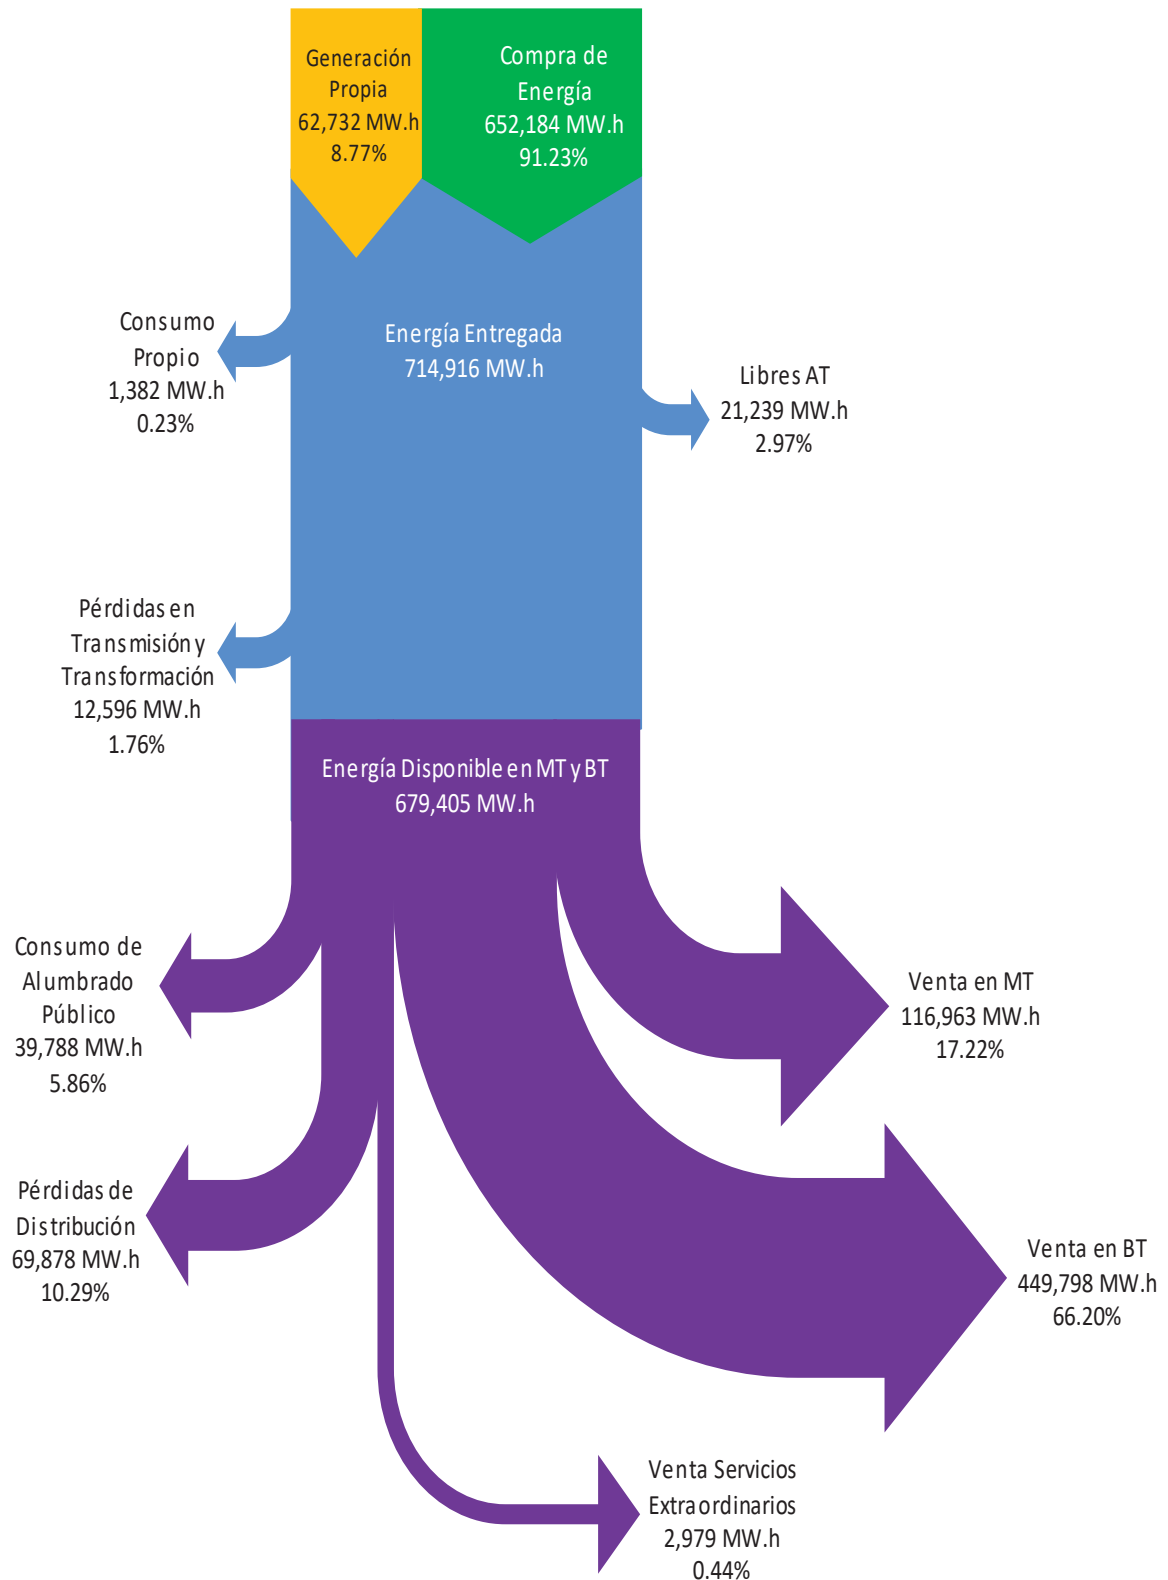 Generación
Propia
62,732 MW.h
8.77%
Compra de
Energía
652,184 MW.h
91.23%
Energía Entregada
714,916 MW.h
Consumo
Propio
1,382 MW.h
0.23%
Libres AT
21,239 MW.h
2.97%
Pérdidas en
Transmisión y
Transformación
12,596 MW.h
1.76%
Energía Disponible en MT y BT
679,405 MW.h
Consumo de
Alumbrado
Público
39,788 MW.h
5.86%
Venta en MT
116,963 MW.h
17.22%
Pérdidas de
Distribución
69,878 MW.h
10.29%
Venta en BT
449,798 MW.h
66.20%
Venta Servicios
Extraordinarios
2,979 MW.h
0.44%